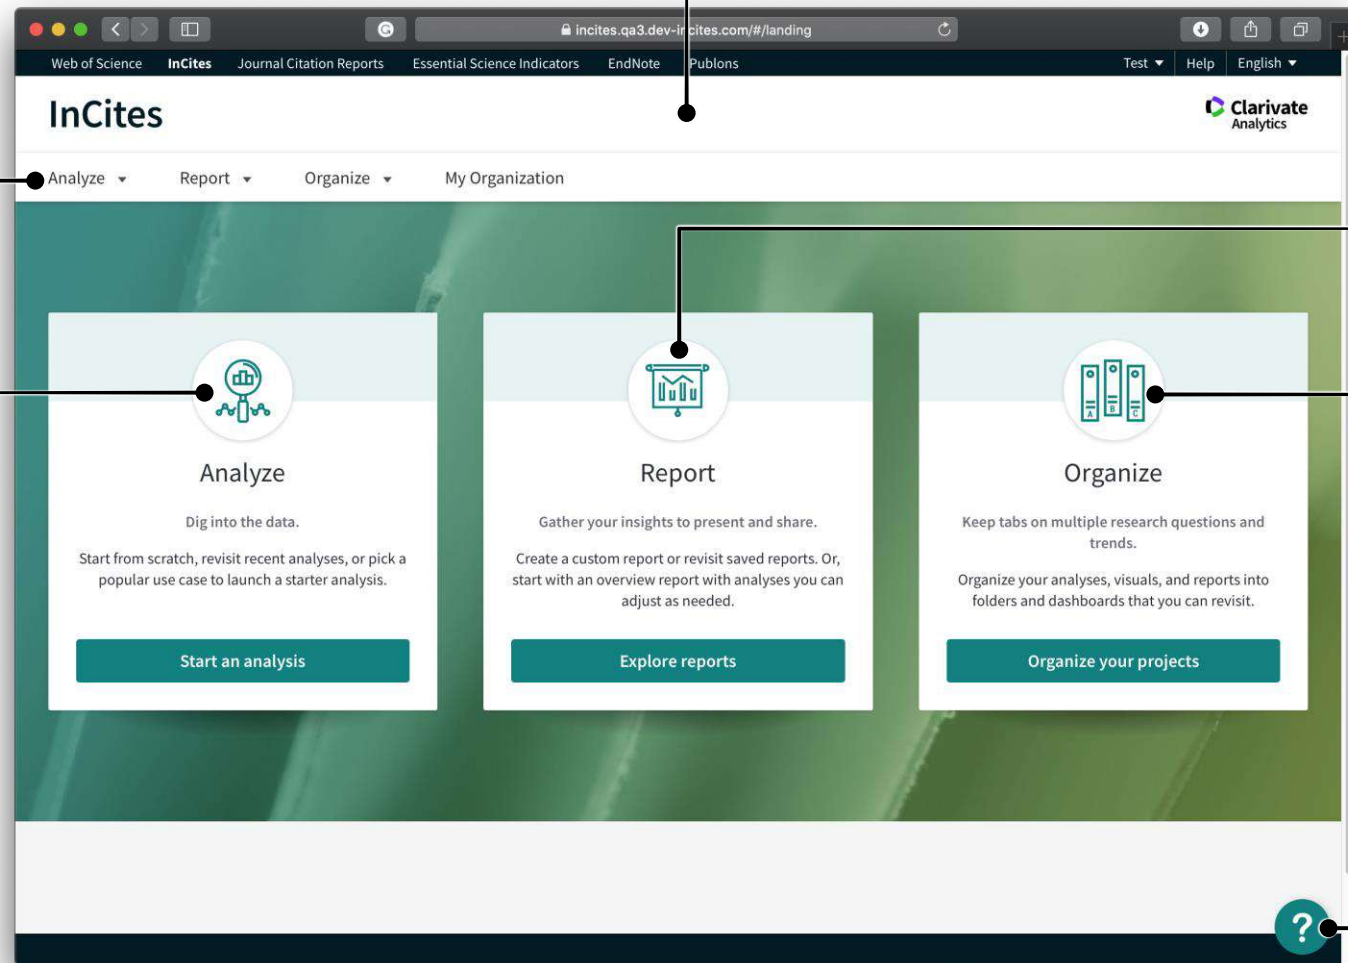 incites.qa3.dev-incites.com/#/landing
Web of Science InCites Journal Citation Reports Essential Science Indicators EndNote Publons Test Help English
InCites
Clarivate
Analytics
Analyze Report Organize My Organization
A B C
Analyze
Dig into the data.
Start from scratch, revisit recent analyses, or pick a
popular use case to launch a starter analysis.
Start an analysis
Report
Gather your insights to present and share.
Create a custom report or revisit saved reports. Or,
start with an overview report with analyses you can
adjust as needed.
Explore reports
Organize
Keep tabs on multiple research questions and
trends.
Organize your analyses, visuals, and reports into
folders and dashboards that you can revisit.
Organize your projects
?